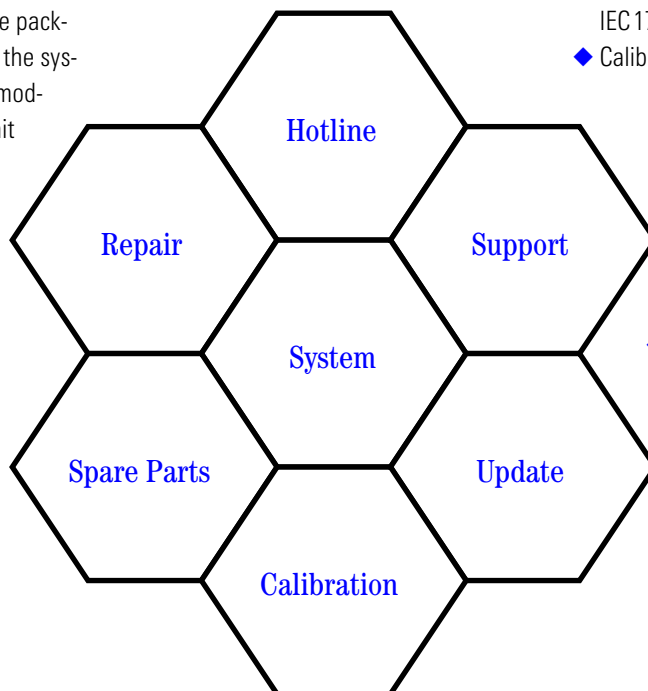 e pack-
the sys-
mod-
it
IEC 17
◆ Calib
Hotline
Repair
Support
System
Spare Parts
Update
Calibration